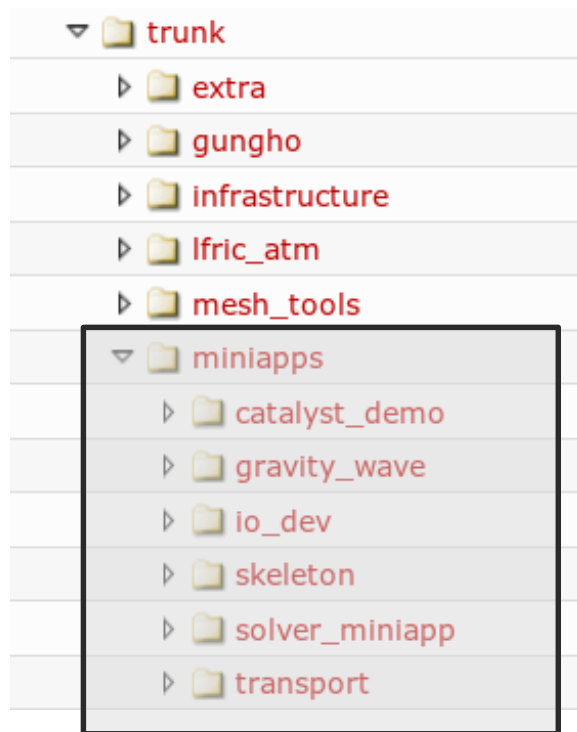 trunk
extra
gungho
infrastructure
lfric_atm
mesh_tools
miniapps
catalyst_demo
gravity_wave
io_dev
skeleton
solver_miniapp
transport